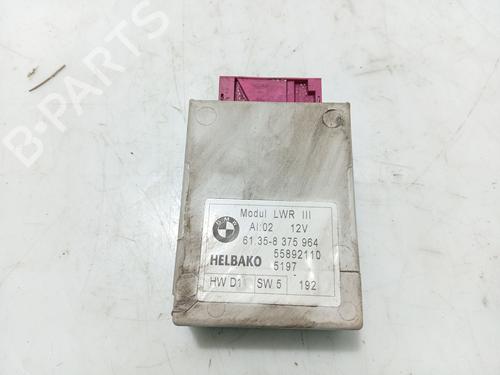 B-PARTS
BMW
Modul LWR III
AI:02 12V
61.35-8 375 964
55892110
HELBAKO 5197
HW D1 SW 5 192